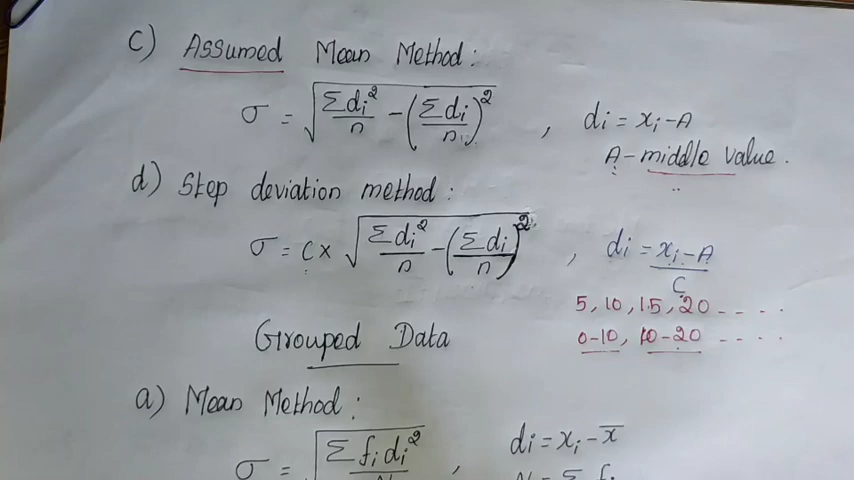 c) Assumed Mean Method:
σ = √(Σdi²/n - (Σdi/n)²) , di = xi - A
A - middle value.
d) Step deviation method:
σ = C × √(Σdi²/n - (Σdi/n)²) , di = xi - A / C
5, 10, 15, 20 - - - -
0-10, 10-20 - - - -
Grouped Data
a) Mean Method:
σ = √(Σfidi²/N) , di = xi - x̅
N = Σfi